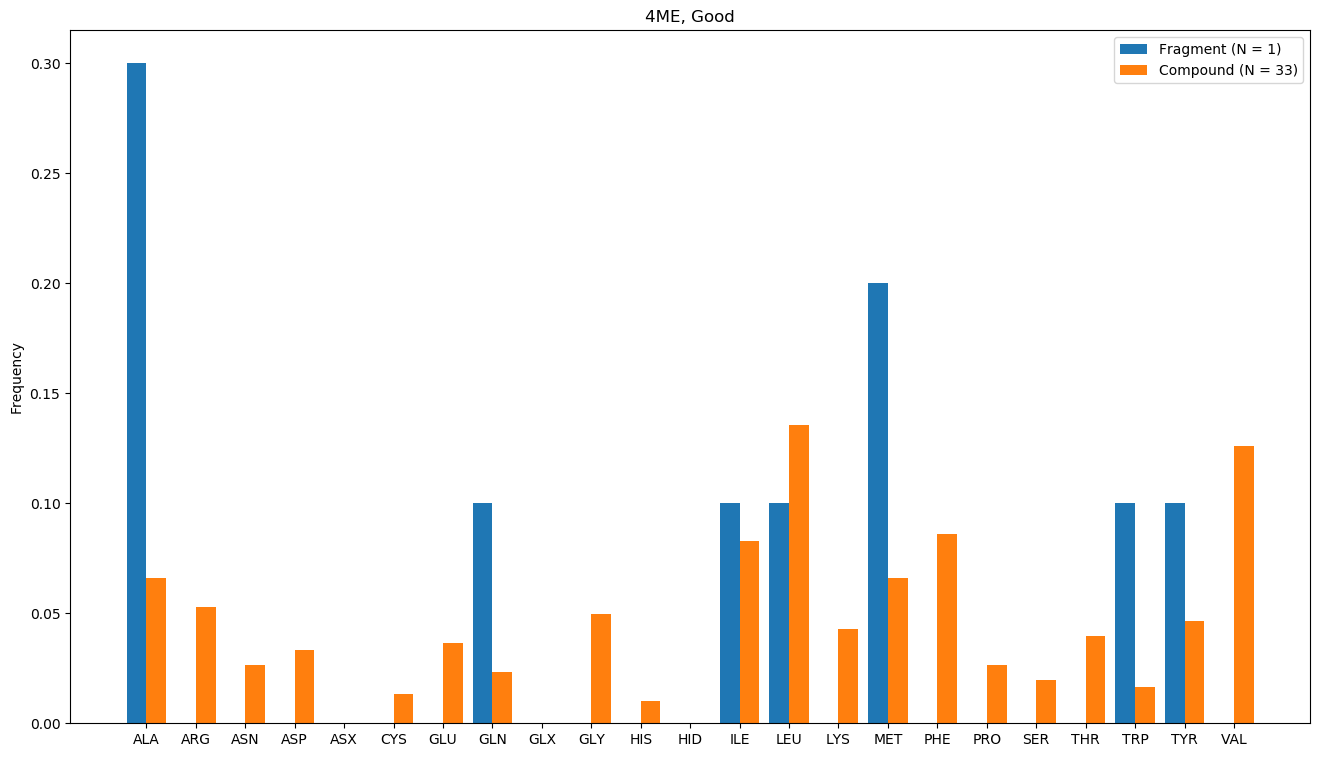 4ME, Good
Fragment (N = 1)
Compound (N = 33)
Frequency
0.30
0.25
0.20
0.15
0.10
0.05
0.00
ALA ARG ASN ASP ASX CYS GLU GLN GLX GLY HIS HID ILE LEU LYS MET PHE PRO SER THR TRP TYR VAL